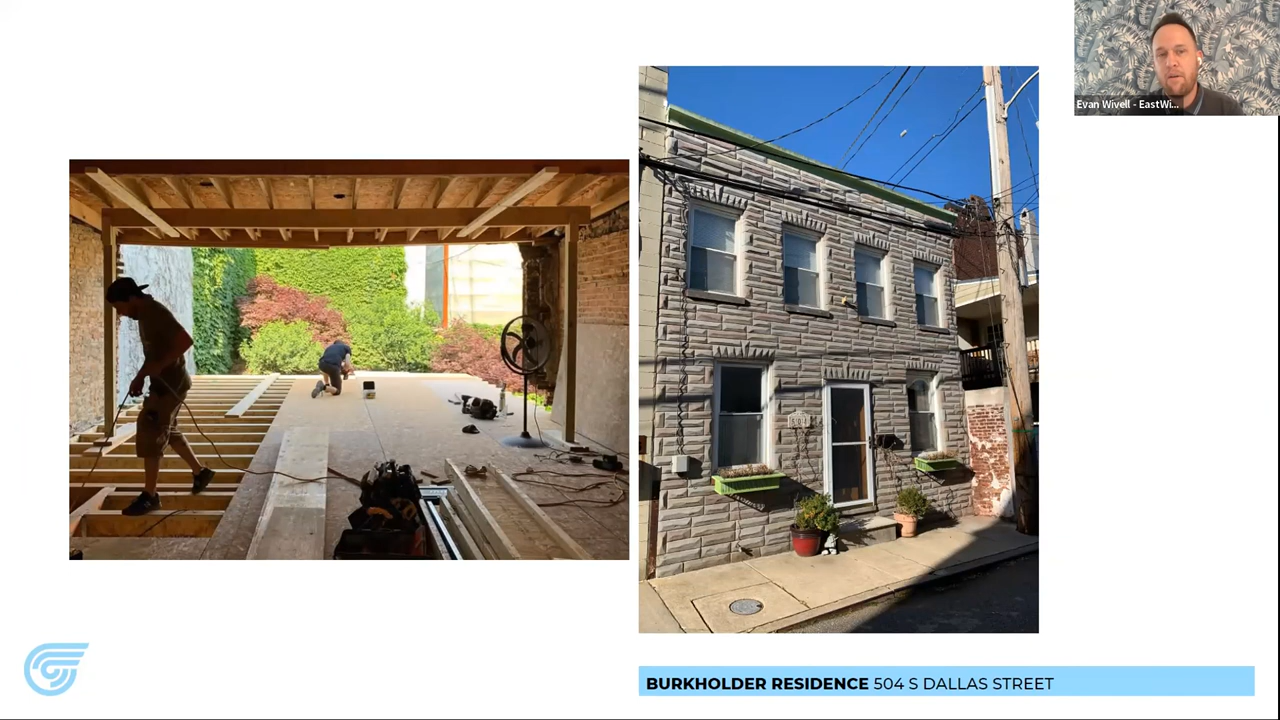 Evan Wivell - EastWi...
BURKHOLDER RESIDENCE 504 S DALLAS STREET